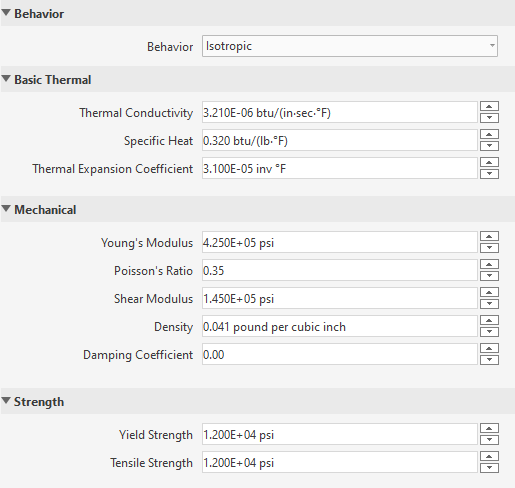 Behavior
Behavior Isotropic
Basic Thermal
Thermal Conductivity 3.210E-06 btu/(in·sec·°F)
Specific Heat 0.320 btu/(lb·°F)
Thermal Expansion Coefficient 3.100E-05 inv °F
Mechanical
Young's Modulus 4.250E+05 psi
Poisson's Ratio 0.35
Shear Modulus 1.450E+05 psi
Density 0.041 pound per cubic inch
Damping Coefficient 0.00
Strength
Yield Strength 1.200E+04 psi
Tensile Strength 1.200E+04 psi